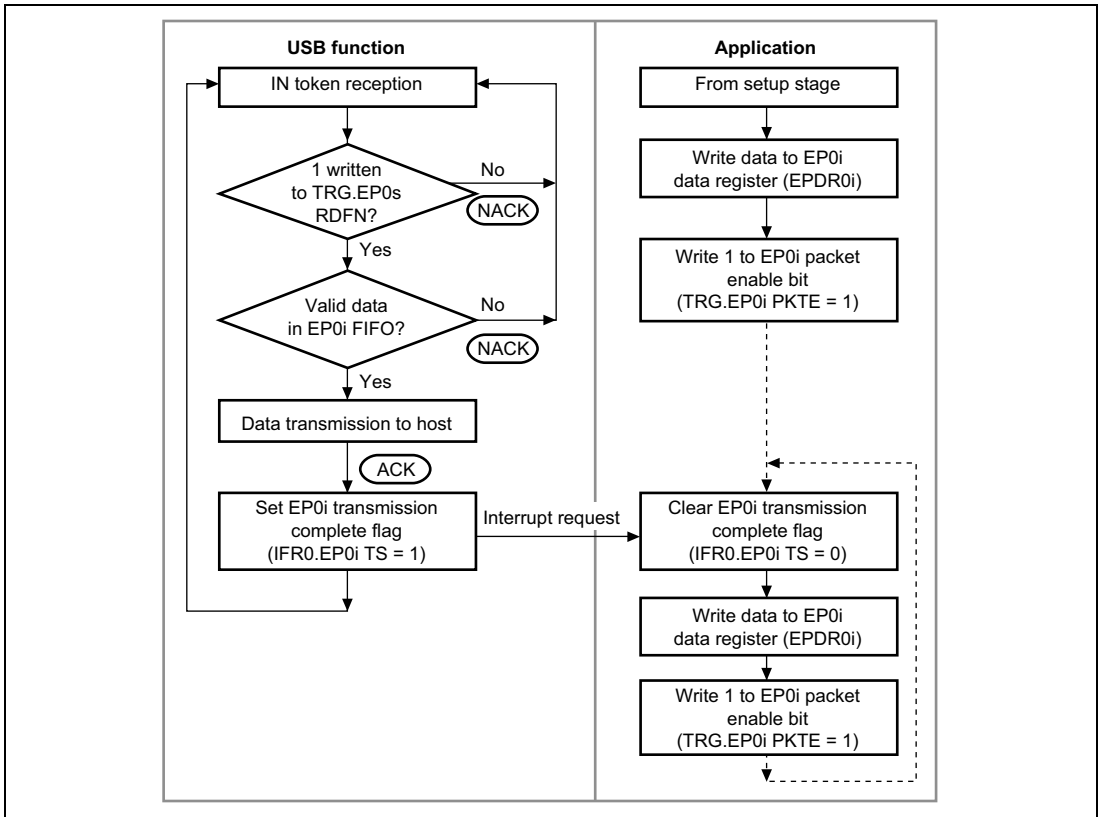 USB function
IN token reception
1 written
to TRG.EP0s
RDFN?
No
NACK
Yes
Valid data
in EP0i FIFO?
No
NACK
Yes
Data transmission to host
ACK
Set EP0i transmission
complete flag
(IFR0.EP0i TS = 1)
Interrupt request
Application
From setup stage
Write data to EP0i
data register (EPDR0i)
Write 1 to EP0i packet
enable bit
(TRG.EP0i PKTE = 1)
Clear EP0i transmission
complete flag
(IFR0.EP0i TS = 0)
Write data to EP0i
data register (EPDR0i)
Write 1 to EP0i packet
enable bit
(TRG.EP0i PKTE = 1)